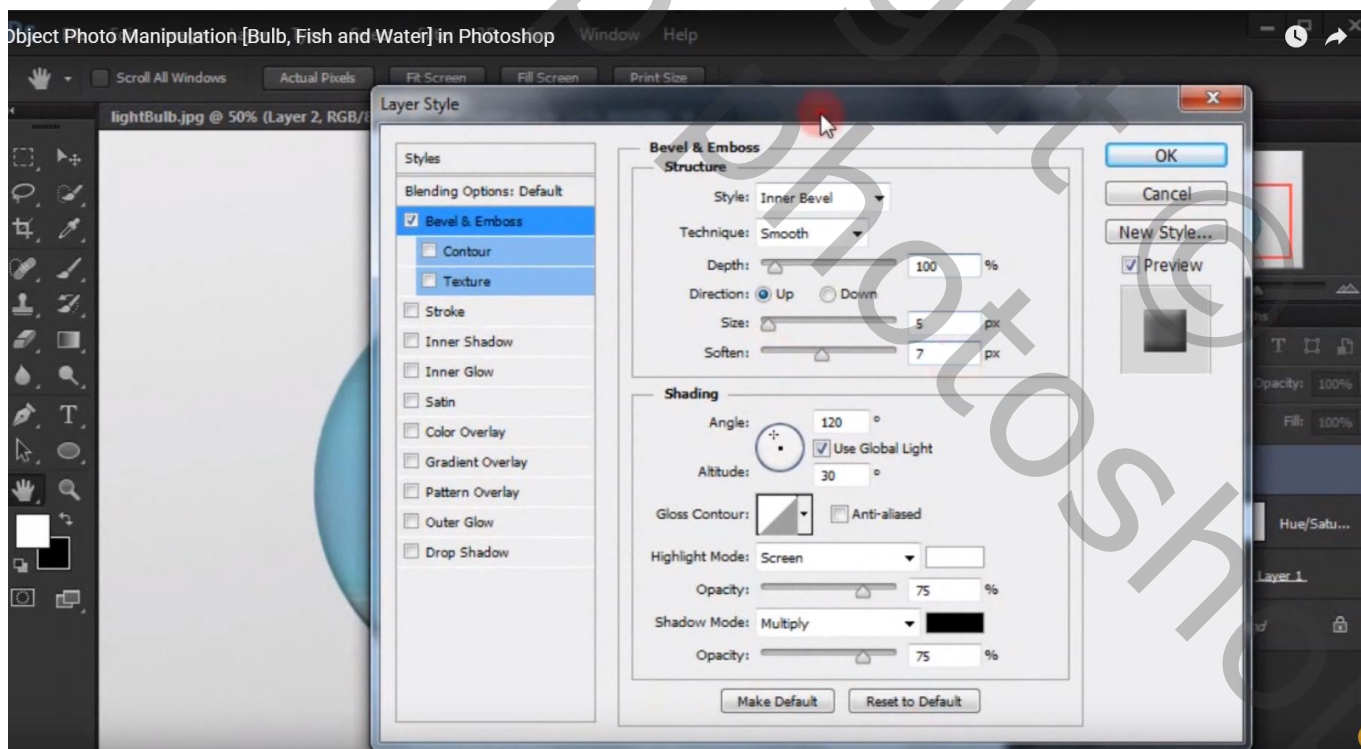 Object Photo Manipulation [Bulb, Fish and Water] in Photoshop
Window Help
Scroll All Windows Actual Pixels Fit Screen Fill Screen Print Size
lightBulb.jpg @ 50% (Layer 2, RGB/8
Layer Style
Styles
Blending Options: Default
Bevel & Emboss
Contour
Texture
Stroke
Inner Shadow
Inner Glow
Satin
Color Overlay
Gradient Overlay
Pattern Overlay
Outer Glow
Drop Shadow
Bevel & Emboss
Structure
Style: Inner Bevel
Technique: Smooth
Depth: 100 %
Direction: Up Down
Size: 5 px
Soften: 7 px
Shading
Angle: 120 °
Use Global Light
Altitude: 30 °
Gloss Contour: Anti-aliased
Highlight Mode: Screen
Opacity: 75 %
Shadow Mode: Multiply
Opacity: 75 %
Make Default Reset to Default
OK
Cancel
New Style...
Preview
Opacity: 100%
Fill: 100%
Hue/Satu...
Layer 1